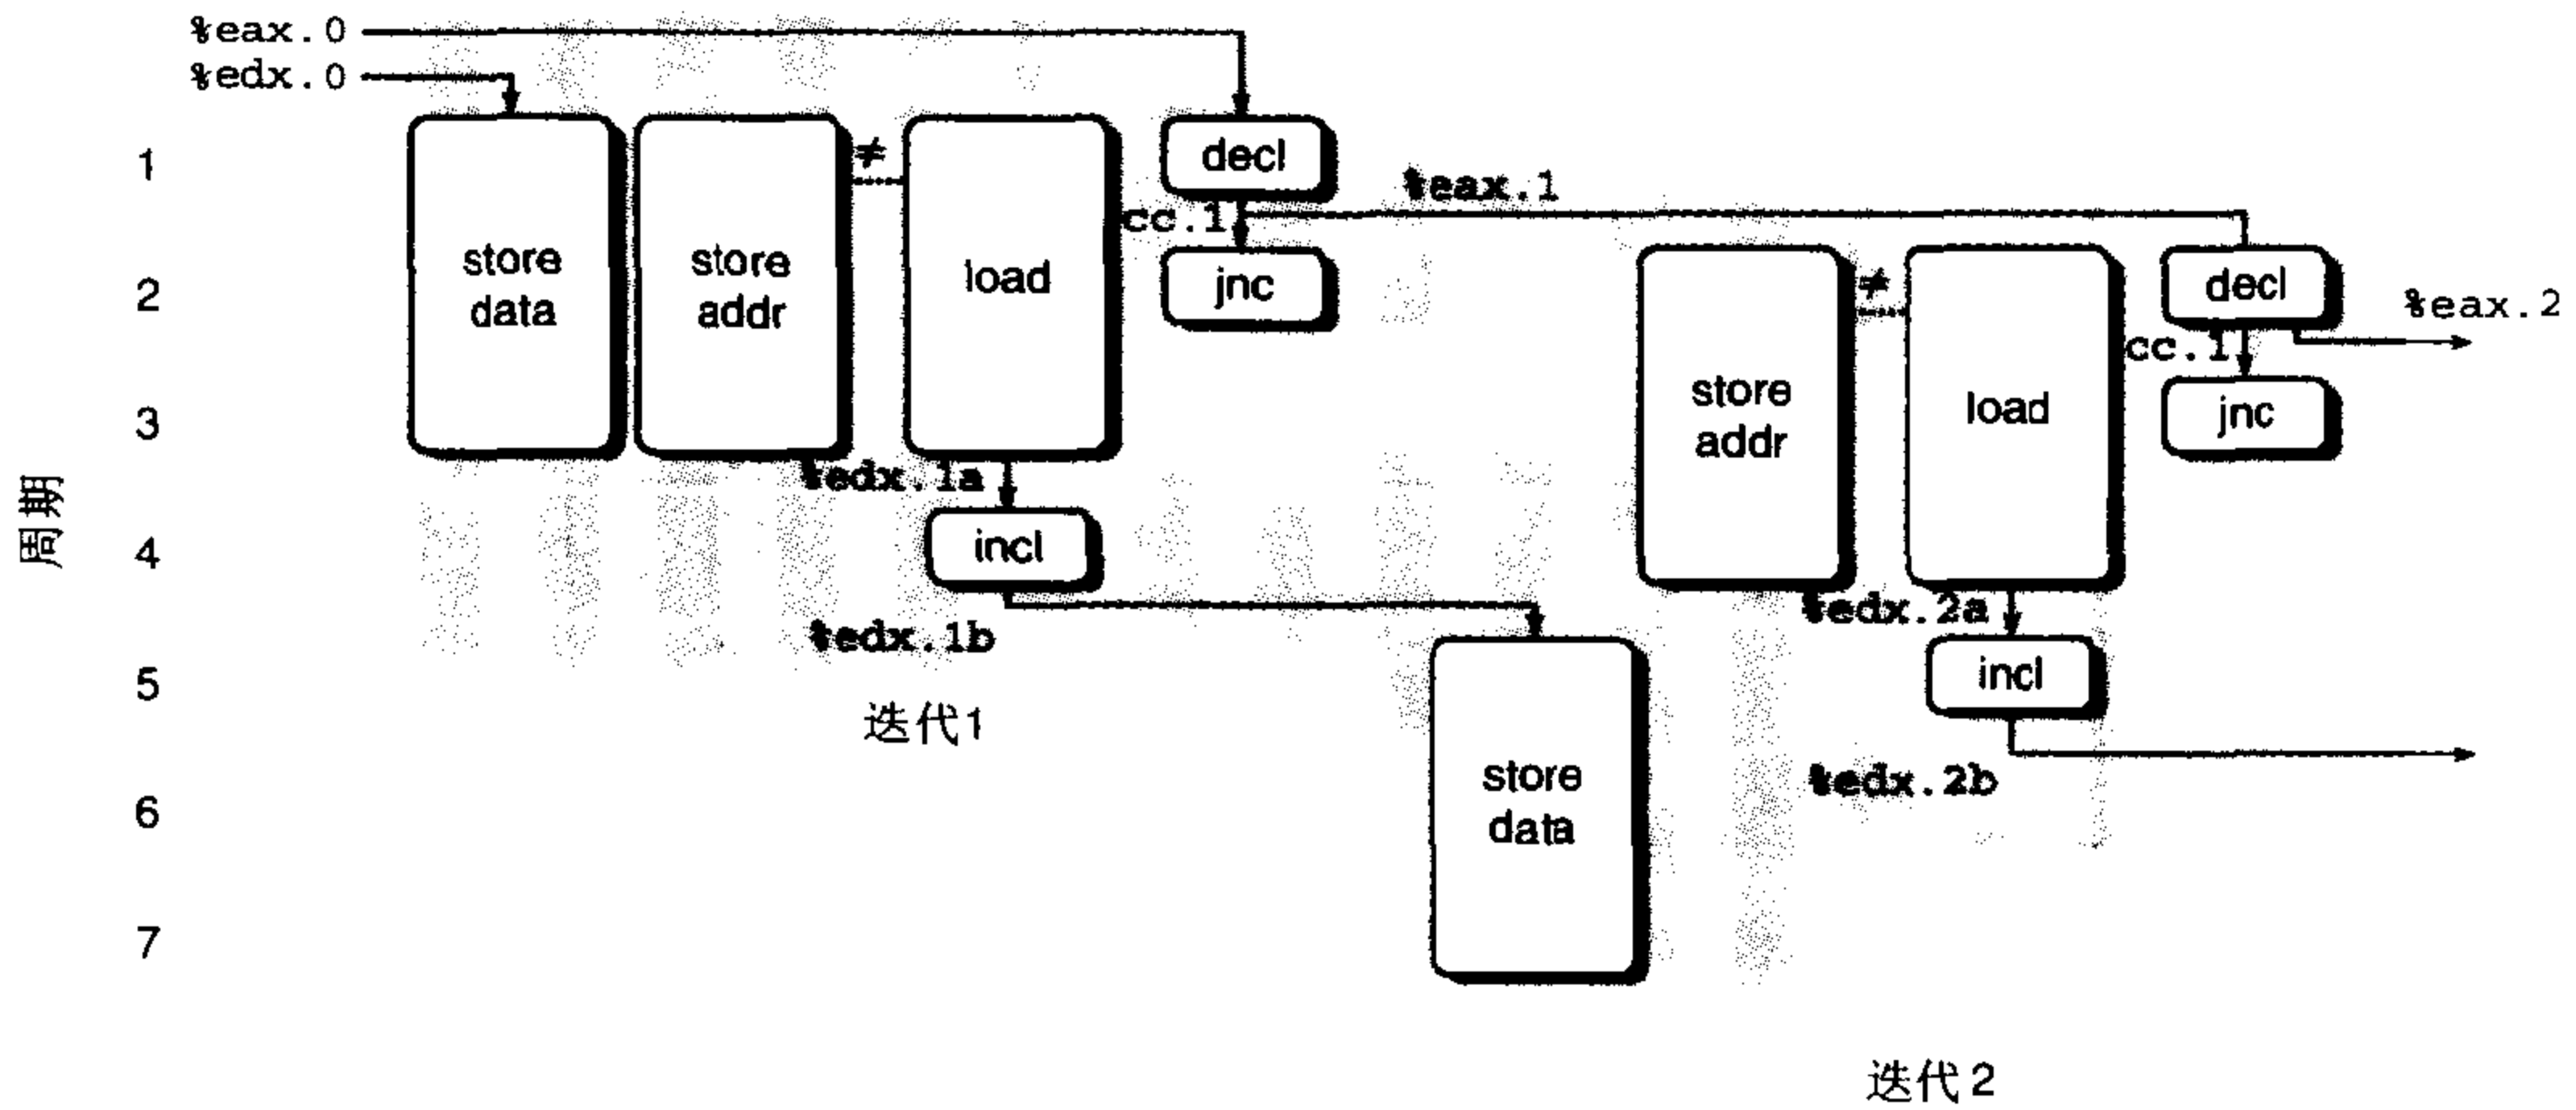 %eax.0
%edx.0
1
2
3
4
5
6
7
周期
store
data
store
addr
≠
load
decl
cc.1
jnc
%eax.1
%edx.1a
incl
%edx.1b
迭代1
store
data
store
addr
≠
load
decl
cc.1
jnc
%eax.2
%edx.2a
incl
%edx.2b
迭代2